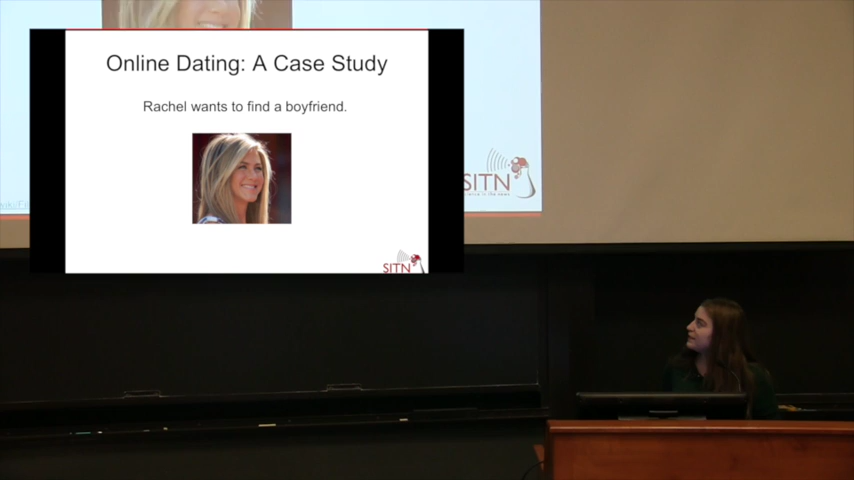 Online Dating: A Case Study
Rachel wants to find a boyfriend.
SITN
SITN